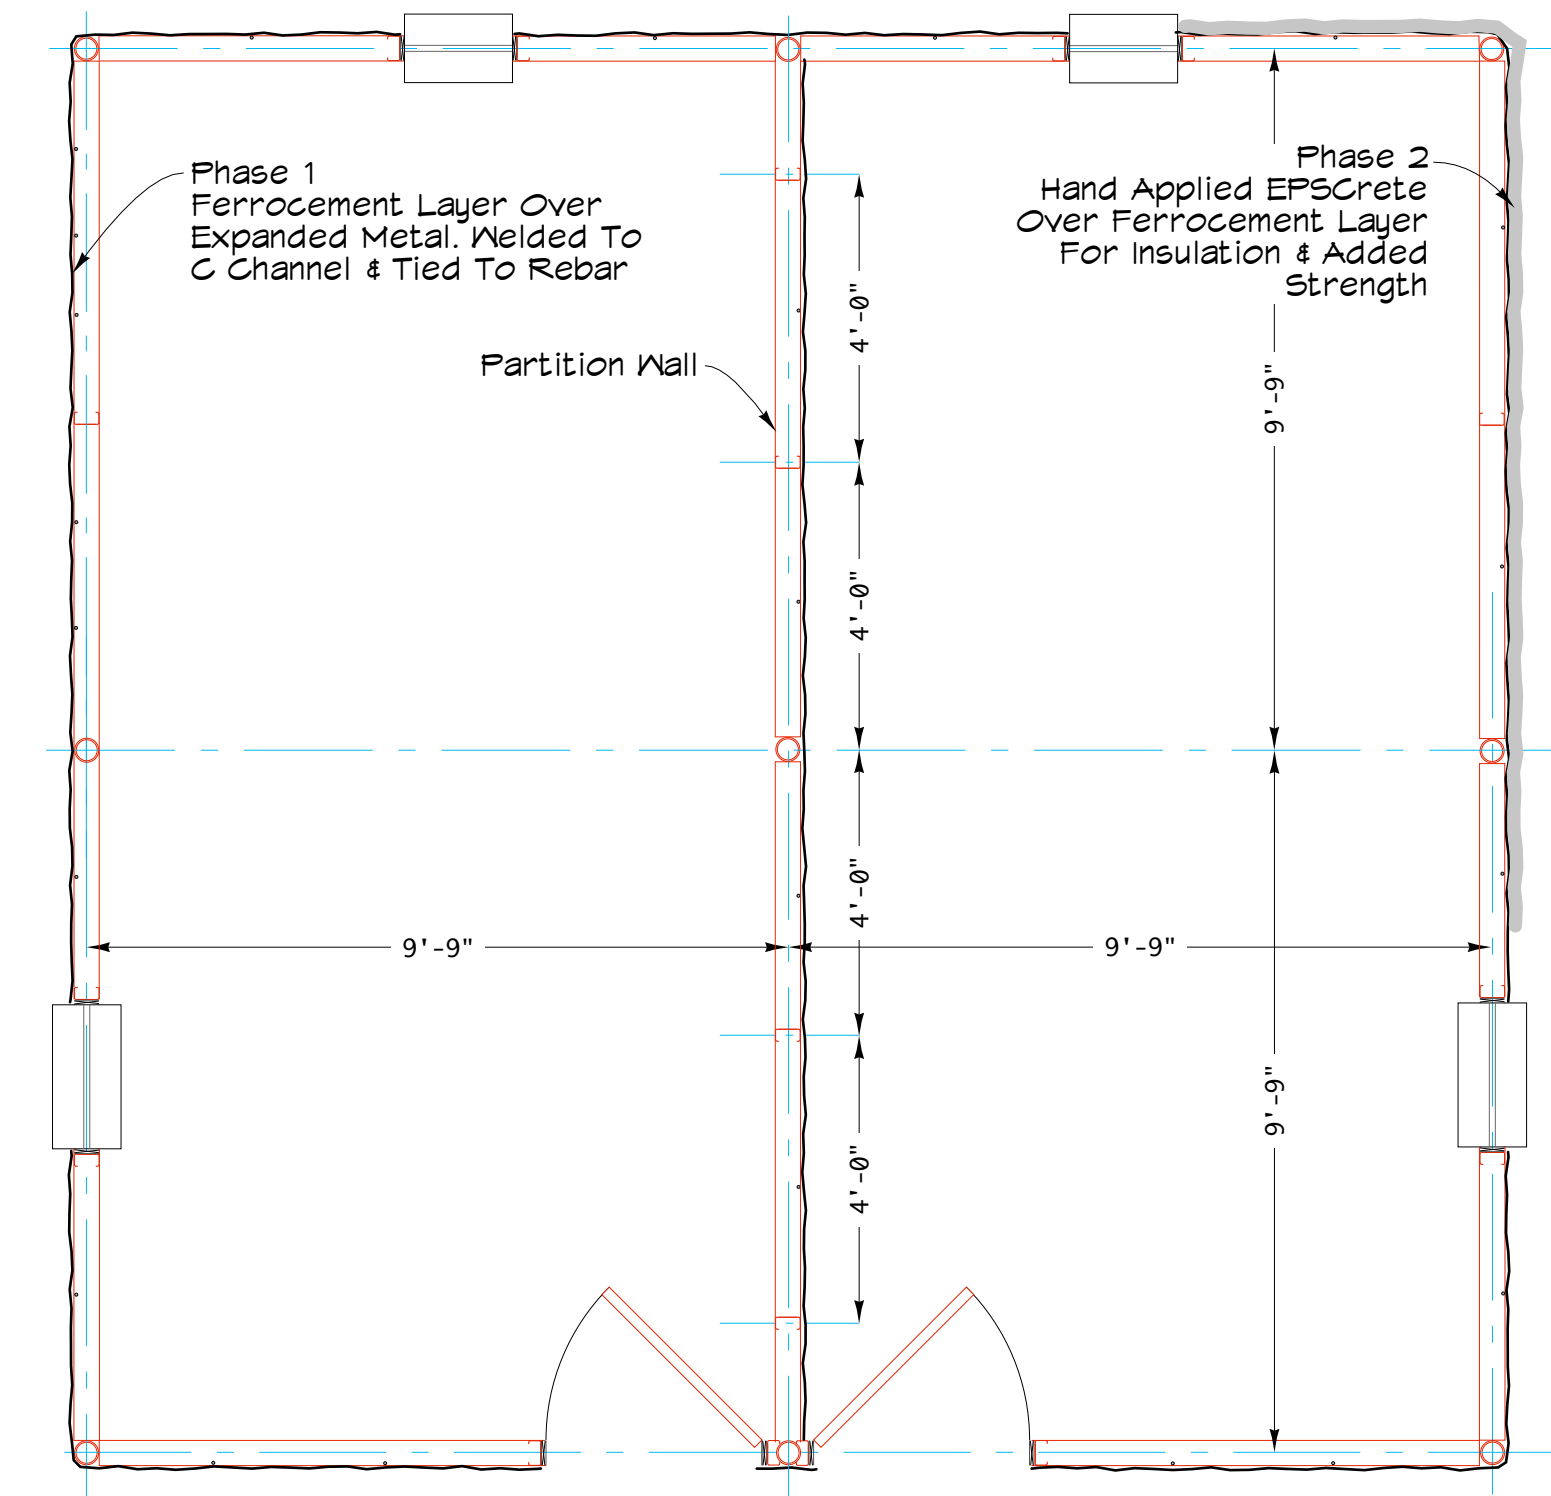 Phase 1
Ferrocement Layer Over
Expanded Metal. Welded To
C Channel & Tied To Rebar
Phase 2
Hand Applied EPSCrete
Over Ferrocement Layer
For Insulation & Added
Strength
Partition Wall
4'-0"
9'-9"
4'-0"
4'-0"
9'-9"
9'-9"
9'-9"
4'-0"